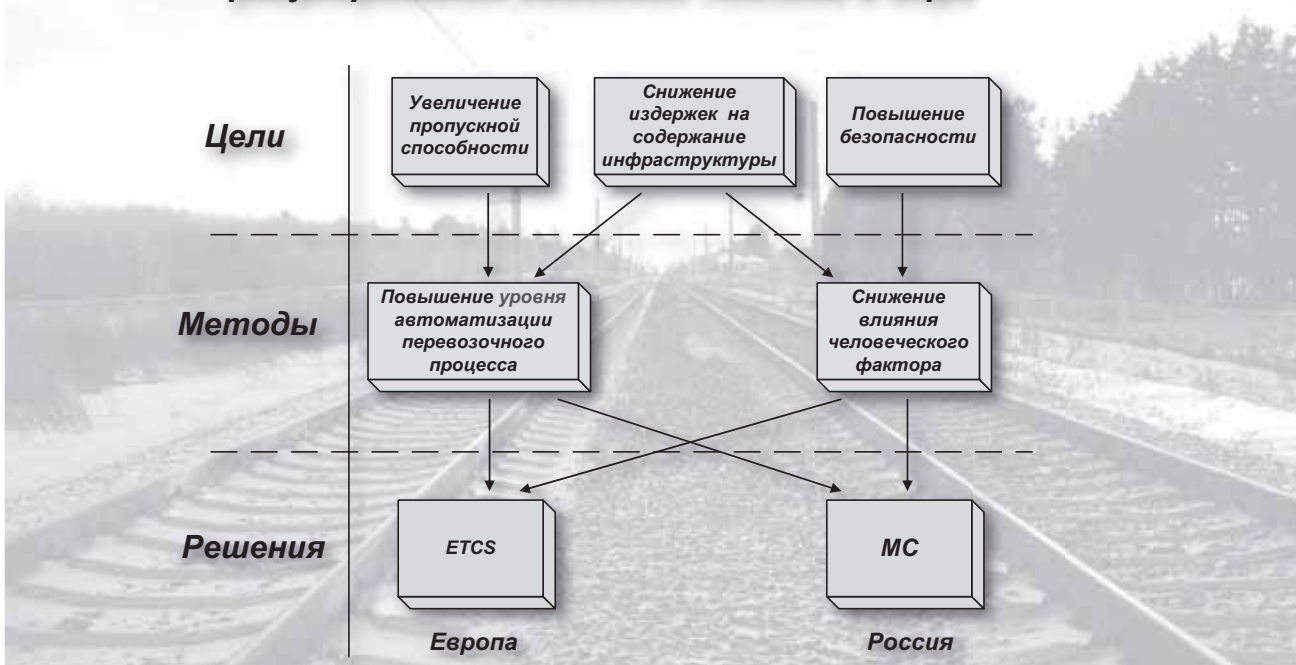 Цели
Увеличение
пропускной
способности
Снижение
издержек на
содержание
инфраструктуры
Повышение
безопасности
Методы
Повышение уровня
автоматизации
перевозочного
процесса
Снижение
влияния
человеческого
фактора
Решения
ETCS
МС
Европа
Россия